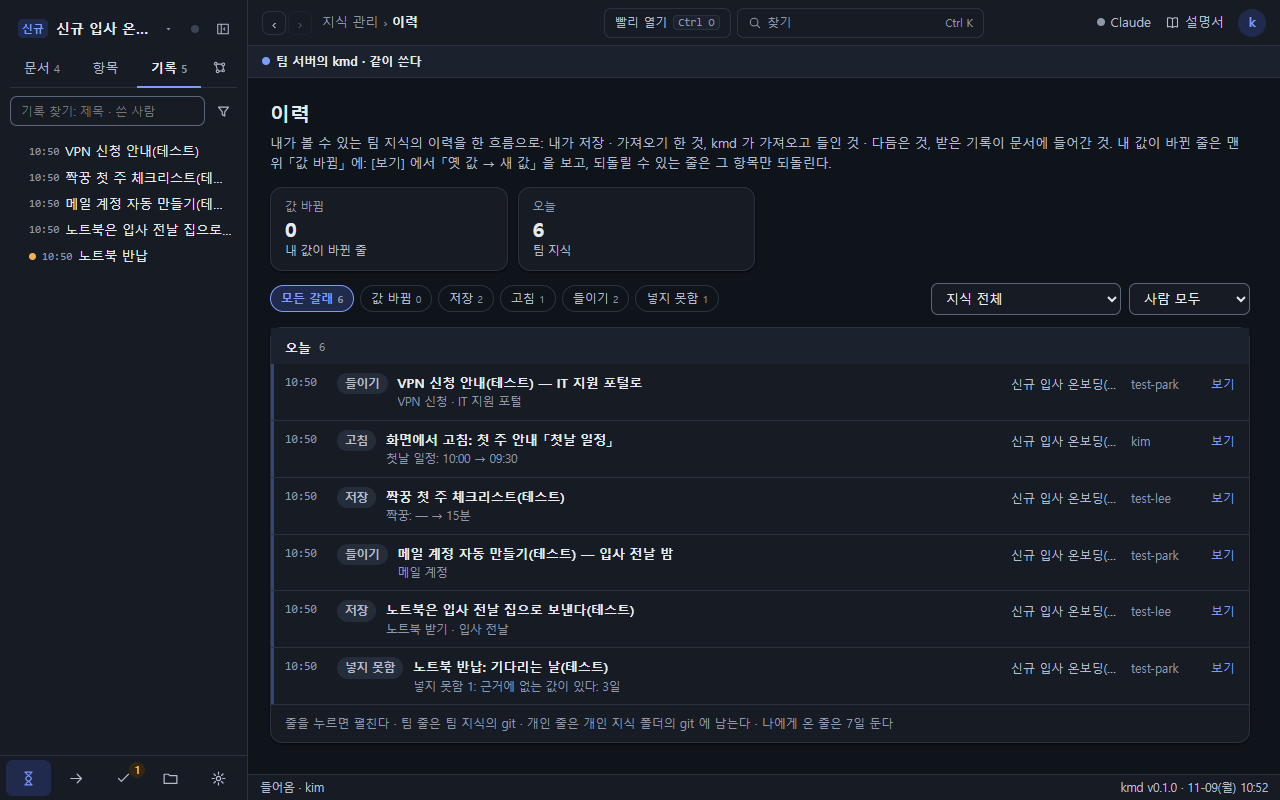 신규 신규 입사 온...
문서 4 항목 기록 5
기록 찾기: 제목 · 쓴 사람
10:50 VPN 신청 안내(테스트)
10:50 짝꿍 첫 주 체크리스트(테...
10:50 메일 계정 자동 만들기(테...
10:50 노트북은 입사 전날 집으로...
10:50 노트북 반납
1
지식 관리 › 이력
빨리 열기 Ctrl O
찾기 Ctrl K
Claude 설명서 k
팀 서버의 kmd · 같이 쓴다
이력
내가 볼 수 있는 팀 지식의 이력을 한 흐름으로: 내가 저장 · 가져오기 한 것, kmd 가 가져오고 들인 것 · 다듬은 것, 받은 기록이 문서에 들어간 것. 내 값이 바뀐 줄은 맨
위 「값 바뀜」 에: [보기] 에서 「옛 값 → 새 값」 을 보고, 되돌릴 수 있는 줄은 그 항목만 되돌린다.
값 바뀜
0
내 값이 바뀐 줄
오늘
6
팀 지식
모든 갈래 6 값 바뀜 0 저장 2 고침 1 들이기 2 넣지 못함 1 지식 전체 사람 모두
오늘 6
10:50 들이기 VPN 신청 안내(테스트) — IT 지원 포털로 신규 입사 온보딩(... test-park 보기
VPN 신청 · IT 지원 포털
10:50 고침 화면에서 고침: 첫 주 안내 「첫날 일정」 신규 입사 온보딩(... kim 보기
첫날 일정: 10:00 → 09:30
10:50 저장 짝꿍 첫 주 체크리스트(테스트) 신규 입사 온보딩(... test-lee 보기
짝꿍: — → 15분
10:50 들이기 메일 계정 자동 만들기(테스트) — 입사 전날 밤 신규 입사 온보딩(... test-park 보기
메일 계정
10:50 저장 노트북은 입사 전날 집으로 보낸다(테스트) 신규 입사 온보딩(... test-lee 보기
노트북 받기 · 입사 전날
10:50 넣지 못함 노트북 반납: 기다리는 날(테스트) 신규 입사 온보딩(... test-park 보기
넣지 못함 1: 근거에 없는 값이 있다: 3일
줄을 누르면 펼친다 · 팀 줄은 팀 지식의 git · 개인 줄은 개인 지식 폴더의 git 에 남는다 · 나에게 온 줄은 7일 둔다
들어옴 · kim
kmd v0.1.0 · 11-09(월) 10:52